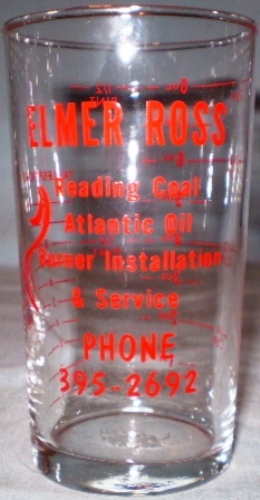 ELMER ROSS
Reading Coal
Atlantic Oil
Burner Installation
& Service
PHONE
395-2692